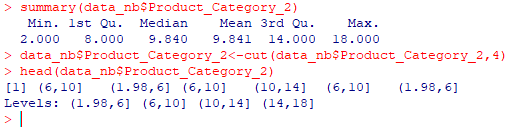 > summary(data_nb$Product_Category_2)
   Min. 1st Qu.  Median    Mean 3rd Qu.    Max.
  2.000   8.000   9.840   9.841  14.000  18.000
> data_nb$Product_Category_2<-cut(data_nb$Product_Category_2,4)
> head(data_nb$Product_Category_2)
[1] (6,10]   (1.98,6] (6,10]   (10,14]  (6,10]   (1.98,6]
Levels: (1.98,6] (6,10] (10,14] (14,18]
>